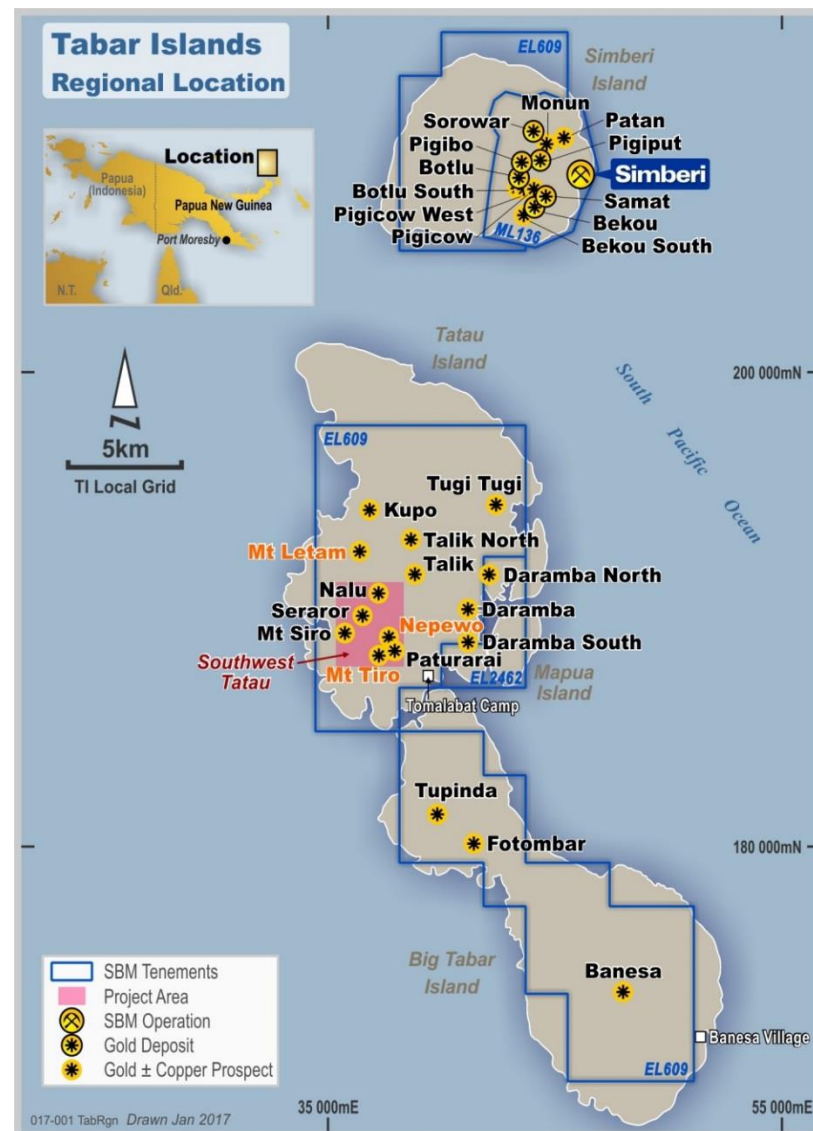 Tabar Islands
Regional Location
Location
Papua
(Indonesia)
Papua New Guinea
Port Moresby
N.T.
Qld.
EL609
Simberi
Island
Monun
Sorowar
Patan
Pigibo
Pigiput
Botlu
Simberi
Botlu South
Samat
Pigicow West
Bekou
Pigicow
ML136
Bekou South
Tatau
Island
200 000mN
South
Pacific
Ocean
N
5km
TI Local Grid
EL609
Tugi Tugi
Kupo
Talik North
Mt Letam
Talik
Daramba North
Nalu
Seraror
Daramba
Mt Siro
Nepewo
Daramba South
Southwest
Tatau
Paturarai
Mt Tiro
EL2462
Mapua
Island
Tomalabat Camp
Tupinda
Fotombar
180 000mN
Big Tabar
Island
Banesa
Banesa Village
EL609
SBM Tenements
Project Area
SBM Operation
Gold Deposit
Gold ± Copper Prospect
017-001 TabRgn Drawn Jan 2017
35 000mE
55 000mE